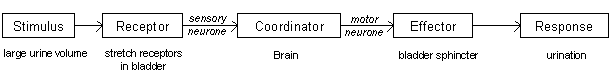 Stimulus
Receptor
sensory
neurone
Coordinator
motor
neurone
Effector
Response
large urine volume
stretch receptors
in bladder
Brain
bladder sphincter
urination